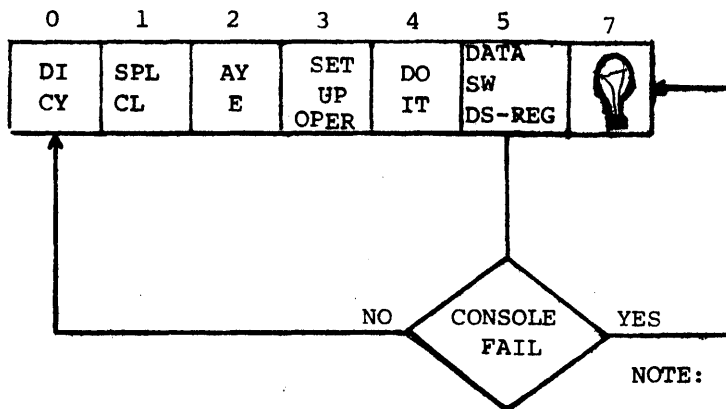 0 1 2 3 4 5 7
DI
CY
SPL
CL
AY
E
SET
UP
OPER
DO
IT
DATA
SW
DS-REG
NO
CONSOLE
FAIL
YES
NOTE: